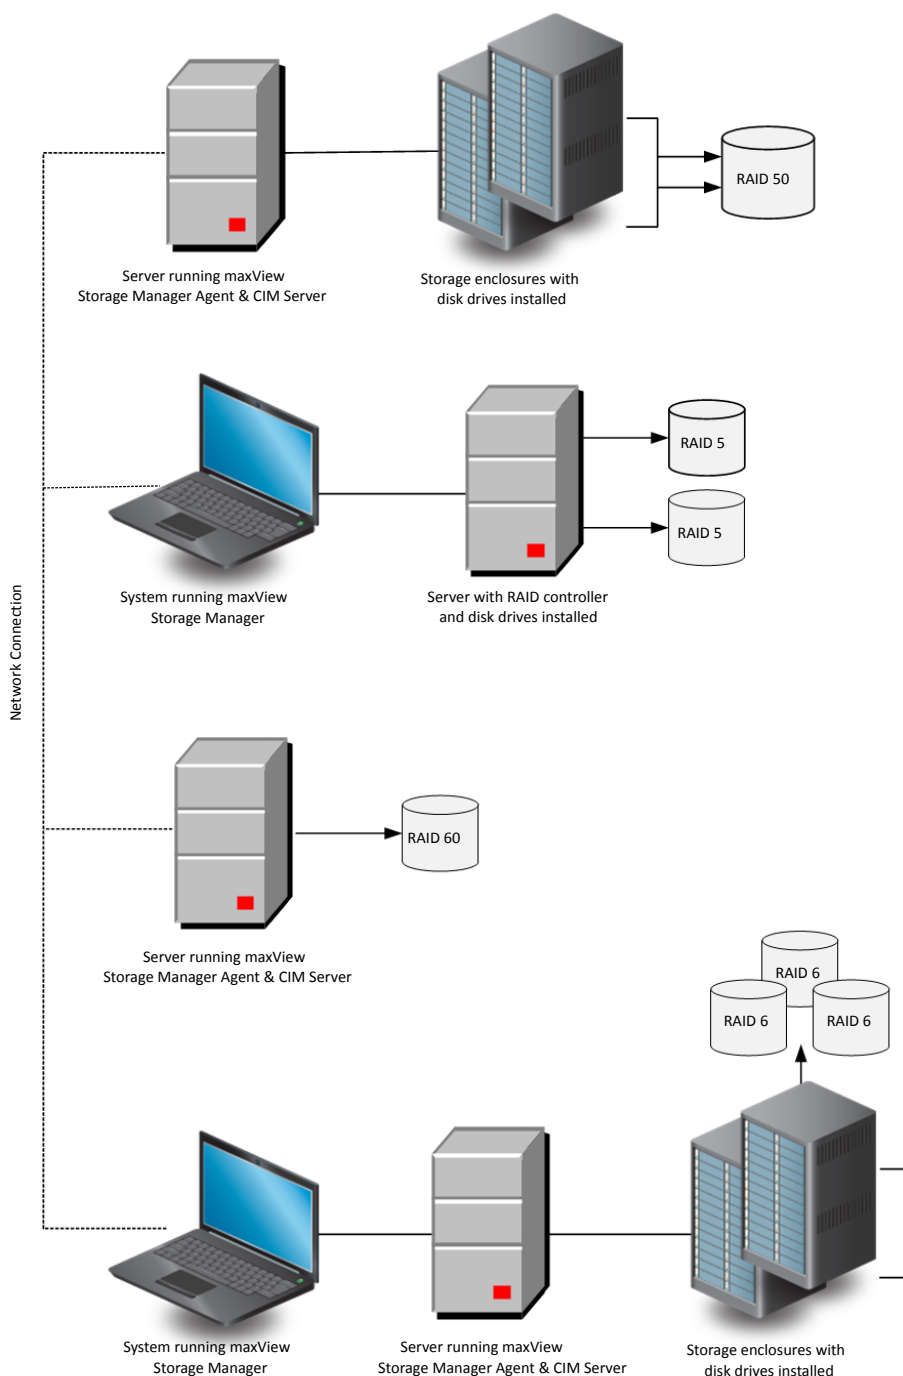 RAID 50
Server running maxView
Storage Manager Agent & CIM Server
Storage enclosures with
disk drives installed
RAID 5
RAID 5
System running maxView
Storage Manager
Server with RAID controller
and disk drives installed
Network Connection
RAID 60
Server running maxView
Storage Manager Agent & CIM Server
RAID 6
RAID 6
RAID 6
System running maxView
Storage Manager
Server running maxView
Storage Manager Agent & CIM Server
Storage enclosures with
disk drives installed